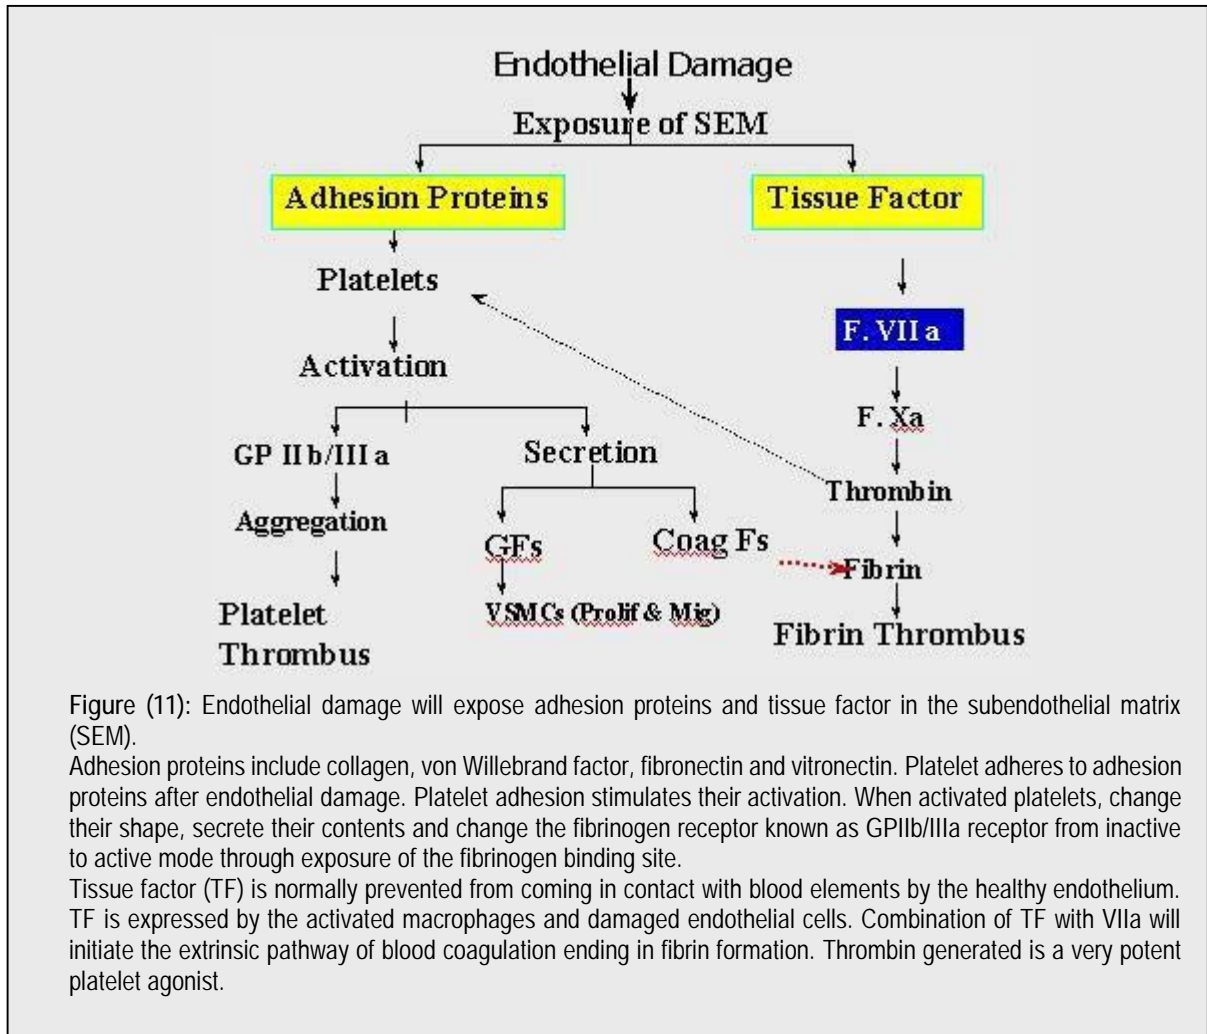 Endothelial Damage
Exposure of SEM
Adhesion Proteins
Tissue Factor
Platelets
F. VIIa
Activation
F. Xa
GP IIb/IIIa
Secretion
Thrombin
Aggregation
GFs
Coag Fs
Fibrin
Platelet
Thrombus
VSMCs (Prolif & Mig)
Fibrin Thrombus
Figure (11): Endothelial damage will expose adhesion proteins and tissue factor in the subendothelial matrix
(SEM).
Adhesion proteins include collagen, von Willebrand factor, fibronectin and vitronectin. Platelet adheres to adhesion
proteins after endothelial damage. Platelet adhesion stimulates their activation. When activated platelets, change
their shape, secrete their contents and change the fibrinogen receptor known as GPIIb/IIIa receptor from inactive
to active mode through exposure of the fibrinogen binding site.
Tissue factor (TF) is normally prevented from coming in contact with blood elements by the healthy endothelium.
TF is expressed by the activated macrophages and damaged endothelial cells. Combination of TF with VIIa will
initiate the extrinsic pathway of blood coagulation ending in fibrin formation. Thrombin generated is a very potent
platelet agonist.